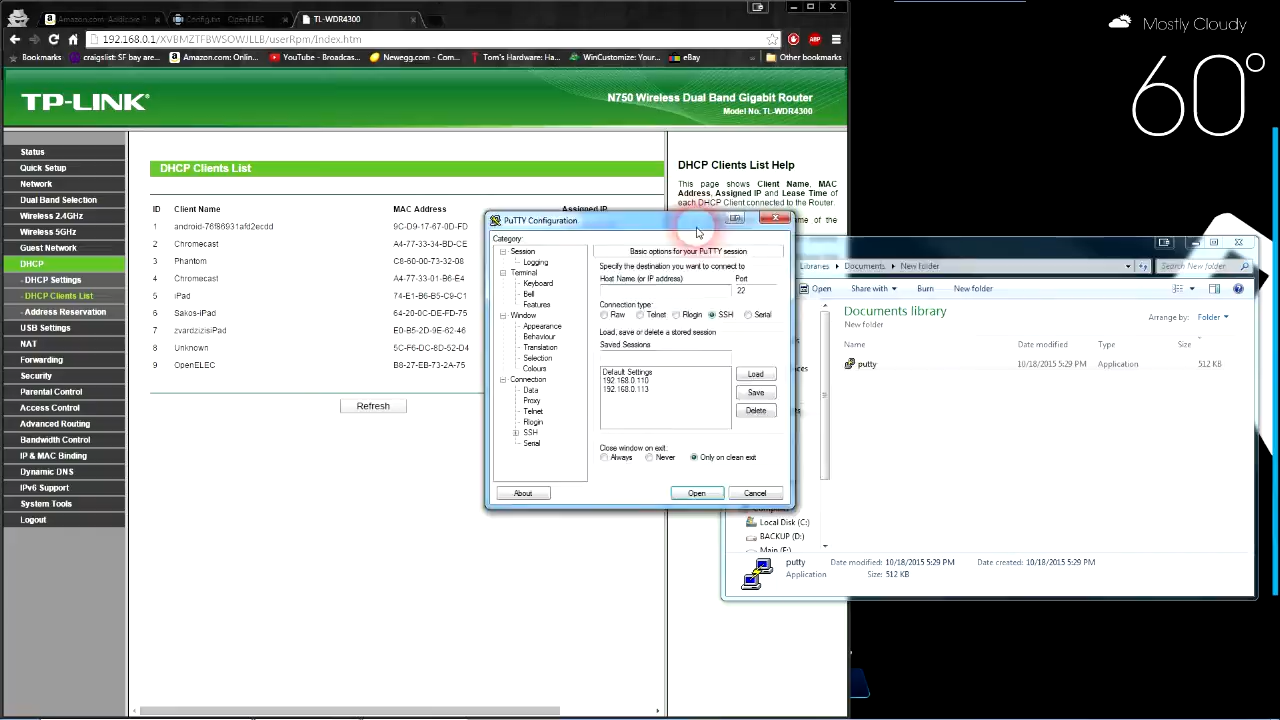 Amazon.com: Addicore
Config.txt - OpenELEC
TL-WDR4300
192.168.0.1/XVBMZTFBWSOWJLLB/userRpm/Index.htm
Bookmarks
craigslist: SF bay are...
Amazon.com: Onlin...
YouTube - Broadcas...
Newegg.com - Com...
Tom's Hardware: Ha...
WinCustomize: Your...
eBay
Other bookmarks
Mostly Cloudy
60°
TP-LINK®
N750 Wireless Dual Band Gigabit Router
Model No. TL-WDR4300
Status
Quick Setup
Network
Dual Band Selection
Wireless 2.4GHz
Wireless 5GHz
Guest Network
DHCP
- DHCP Settings
- DHCP Clients List
- Address Reservation
USB Settings
NAT
Forwarding
Security
Parental Control
Access Control
Advanced Routing
Bandwidth Control
IP & MAC Binding
Dynamic DNS
IPv6 Support
System Tools
Logout
DHCP Clients List
ID Client Name MAC Address Assigned IP
1 android-76f86931afd2ecdd 9C-D9-17-67-0D-FD
2 Chromecast A4-77-33-34-BD-CE
3 Phantom C8-60-00-73-32-08
4 Chromecast A4-77-33-01-B6-E4
5 iPad 74-E1-B6-B5-C9-C1
6 Sakos-iPad F0-DB-F8-2C-82-04
7 zvardzisiPad E0-B5-2D-9E-62-46
8 Unknown 5C-F6-DC-8D-52-D4
9 OpenELEC B8-27-EB-73-2A-75
Refresh
DHCP Clients List Help
This page shows Client Name, MAC
Address, Assigned IP and Lease Time of
each DHCP Client connected to the Router.
n of the
PuTTY Configuration
Category:
Session
Logging
Terminal
Keyboard
Bell
Features
Window
Appearance
Behaviour
Translation
Selection
Colours
Connection
Data
Proxy
Telnet
Rlogin
SSH
Serial
Basic options for your PuTTY session
Specify the destination you want to connect to
Host Name (or IP address) Port
22
Connection type:
Raw Telnet Rlogin SSH Serial
Load, save or delete a stored session
Saved Sessions
Default Settings
192.168.0.110
192.168.0.113
Load
Save
Delete
Close window on exit:
Always Never Only on clean exit
About
Open
Cancel
Libraries Documents New folder
Search New folder
Open Share with Burn New folder
Documents library
New folder
Arrange by: Folder
Name Date modified Type Size
putty 10/18/2015 5:29 PM Application 512 KB
Local Disk (C:)
BACKUP (D:)
Main (F:)
putty Date modified: 10/18/2015 5:29 PM Date created: 10/18/2015 5:29 PM
Application Size: 512 KB